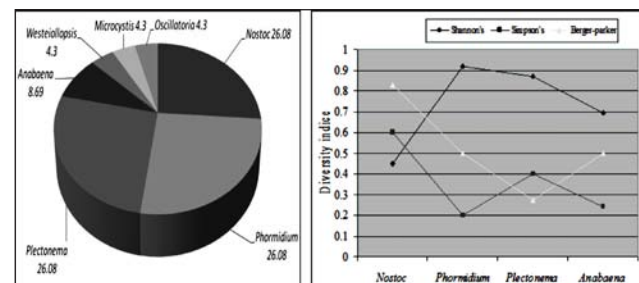 Microcystis 4.3
Oscillatoria 4.3
Westeiallopsis
4.3
Nostoc 26.08
Anabaena
8.69
Plectonema
26.08
Phormidium
26.08
Shannon's
Simpson's
Berger-parker
Diversity indice
1
0.9
0.8
0.7
0.6
0.5
0.4
0.3
0.2
0.1
0
Nostoc
Phormidium
Plectonema
Anabaena